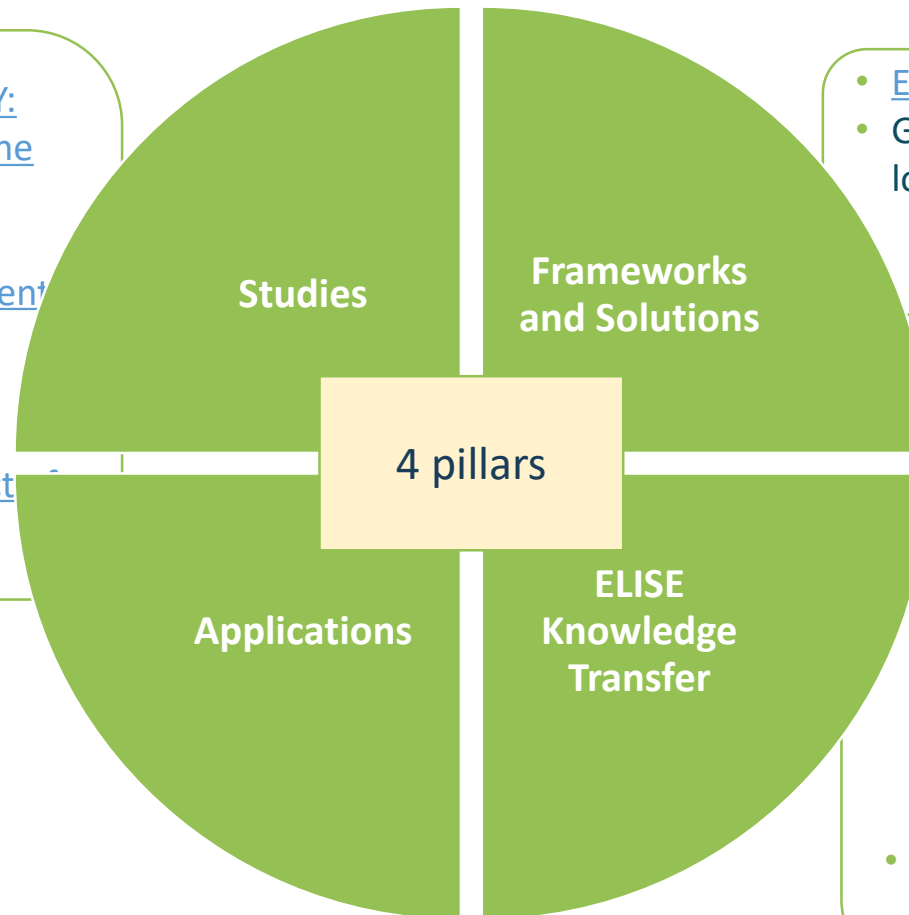 Studies
Frameworks
and Solutions
4 pillars
Applications
ELISE
Knowledge
Transfer